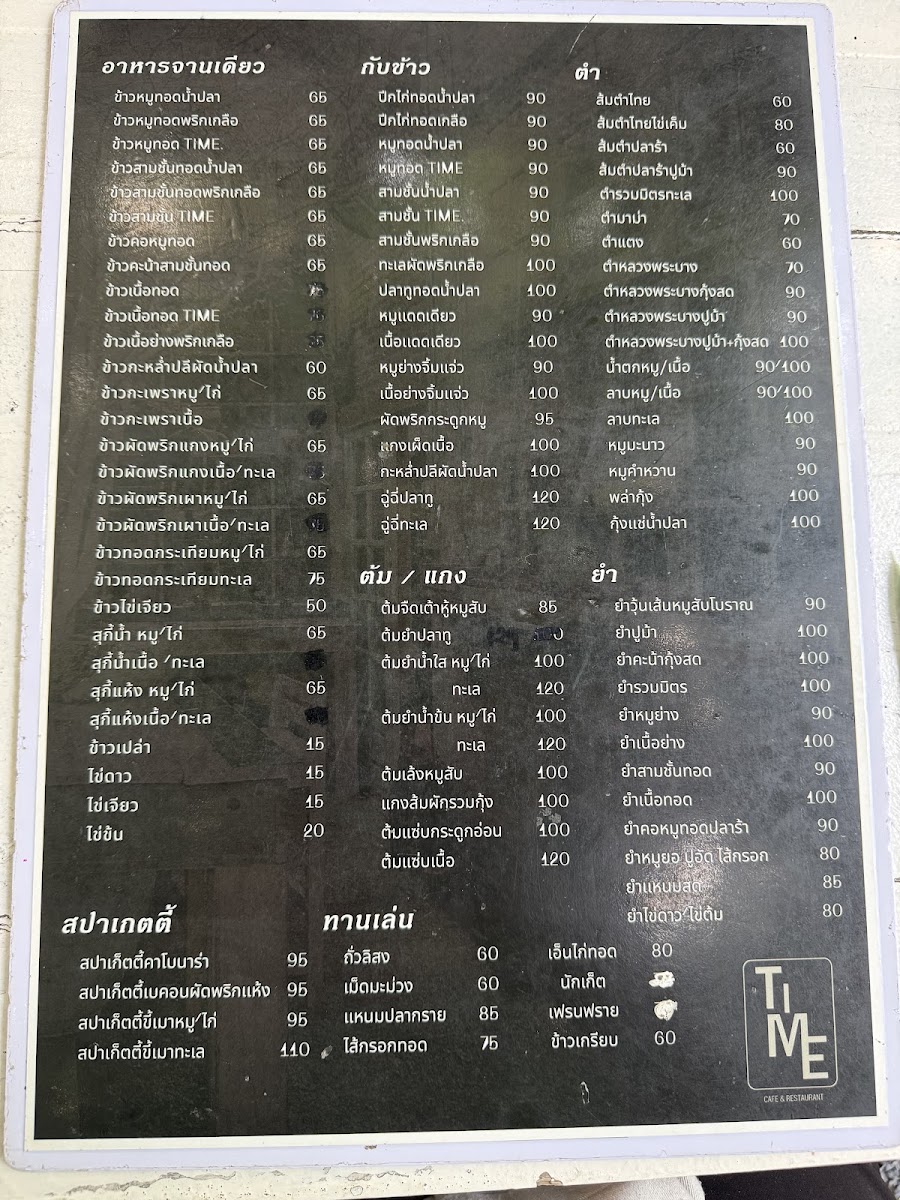 อาหารจานเดียว
ข้าวหมูทอดน้ำปลา 65
ข้าวหมูทอดพริกเกลือ 65
ข้าวหมูทอด TIME. 65
ข้าวสามชั้นทอดน้ำปลา 65
ข้าวสามชั้นทอดพริกเกลือ 65
ข้าวสามชั้น TIME 65
ข้าวคอหมูทอด 65
ข้าวคะน้าสามชั้นทอด 65
ข้าวเนื้อทอด
ข้าวเนื้อทอด TIME
ข้าวเนื้อย่างพริกเกลือ
ข้าวกะหล่ำปลีผัดน้ำปลา 60
ข้าวกะเพราหมู/ไก่ 65
ข้าวกะเพราเนื้อ
ข้าวผัดพริกแกงหมู/ไก่ 65
ข้าวผัดพริกแกงเนื้อ/ทะเล
ข้าวผัดพริกเผาหมู/ไก่ 65
ข้าวผัดพริกเผาเนื้อ/ทะเล
ข้าวทอดกระเทียมหมู/ไก่ 65
ข้าวทอดกระเทียมทะเล 75
ข้าวไข่เจียว 50
สุกี้น้ำ หมู/ไก่ 65
สุกี้น้ำเนื้อ /ทะเล
สุกี้แห้ง หมู/ไก่ 65
สุกี้แห้งเนื้อ/ทะเล
ข้าวเปล่า 15
ไข่ดาว 15
ไข่เจียว 15
ไข่ข้น 20
กับข้าว
ปีกไก่ทอดน้ำปลา 90
ปีกไก่ทอดเกลือ 90
หมูทอดน้ำปลา 90
หมูทอด TIME 90
สามชั้นน้ำปลา 90
สามชั้น TIME. 90
สามชั้นพริกเกลือ 90
ทะเลผัดพริกเกลือ 100
ปลาทูทอดน้ำปลา 100
หมูแดดเดียว 90
เนื้อแดดเดียว 100
หมูย่างจิ้มแจ่ว 90
เนื้อย่างจิ้มแจ่ว 100
ผัดพริกกระดูกหมู 95
แกงเผ็ดเนื้อ 100
กะหล่ำปลีผัดน้ำปลา 100
ฉู่ฉี่ปลาทู 120
ฉู่ฉี่ทะเล 120
ต้ม / แกง
ต้มจืดเต้าหู้หมูสับ 85
ต้มยำปลาทู
ต้มยำน้ำใส หมู/ไก่ 100
ทะเล 120
ต้มยำน้ำข้น หมู/ไก่ 100
ทะเล 120
ต้มเล้งหมูสับ 100
แกงส้มผักรวมกุ้ง 100
ต้มแซ่บกระดูกอ่อน 100
ต้มแซ่บเนื้อ 120
ตำ
ส้มตำไทย 60
ส้มตำไทยไข่เค็ม 80
ส้มตำปลาร้า 60
ส้มตำปลาร้าปูม้า 90
ตำรวมมิตรทะเล 100
ตำมาม่า 70
ตำแตง 60
ตำหลวงพระบาง 70
ตำหลวงพระบางกุ้งสด 90
ตำหลวงพระบางปูม้า 90
ตำหลวงพระบางปูม้า+กุ้งสด 100
น้ำตกหมู/เนื้อ 90/100
ลาบหมู/เนื้อ 90/100
ลาบทะเล 100
หมูมะนาว 90
หมูคำหวาน 90
พล่ากุ้ง 100
กุ้งแช่น้ำปลา 100
ยำ
ยำวุ้นเส้นหมูสับโบราณ 90
ยำปูม้า 100
ยำคะน้ากุ้งสด 100
ยำรวมมิตร 100
ยำหมูย่าง 90
ยำเนื้อย่าง 100
ยำสามชั้นทอด 90
ยำเนื้อทอด 100
ยำคอหมูทอดปลาร้า 90
ยำหมูยอ ปูอัด ไส้กรอก 80
ยำแหนมสด 85
ยำไข่ดาว/ไข่ต้ม 80
สปาเกตตี้
สปาเก็ตตี้คาโบนาร่า 95
สปาเก็ตตี้เบคอนผัดพริกแห้ง 95
สปาเก็ตตี้ขี้เมาหมู/ไก่ 95
สปาเก็ตตี้ขี้เมาทะเล 110
ทานเล่น
ถั่วลิสง 60
เม็ดมะม่วง 60
แหนมปลากราย 85
ไส้กรอกทอด 75
เอ็นไก่ทอด 80
นักเก็ต
เฟรนฟราย
ข้าวเกรียบ 60
TIME
CAFE & RESTAURANT